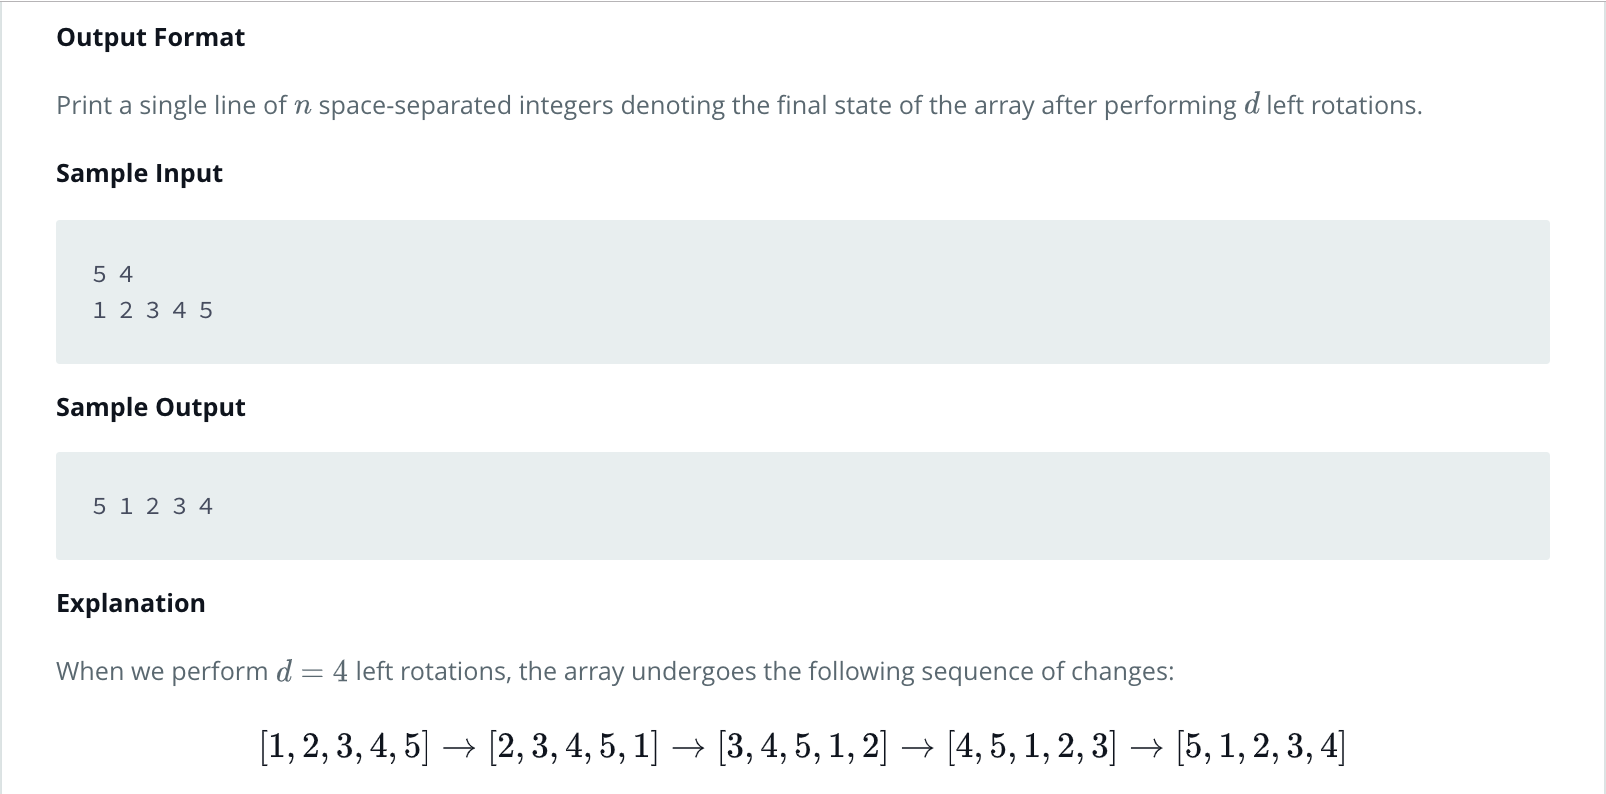 Output Format
Print a single line of n space-separated integers denoting the final state of the array after performing d left rotations.
Sample Input
5 4
1 2 3 4 5
Sample Output
5 1 2 3 4
Explanation
When we perform d = 4 left rotations, the array undergoes the following sequence of changes:
[1, 2, 3, 4, 5] → [2, 3, 4, 5, 1] → [3, 4, 5, 1, 2] → [4, 5, 1, 2, 3] → [5, 1, 2, 3, 4]